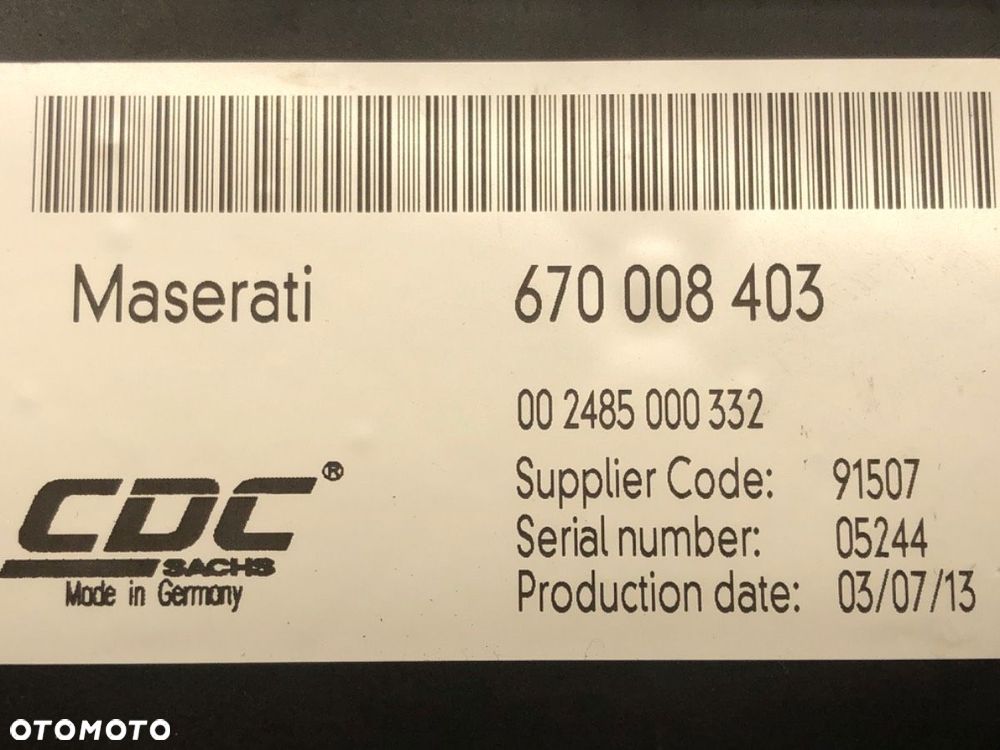 Maserati 670 008 403
00 2485 000 332
Supplier Code: 91507
Serial number: 05244
Production date: 03/07/13
CDC®
SACHS
Made in Germany
OTOMOTO